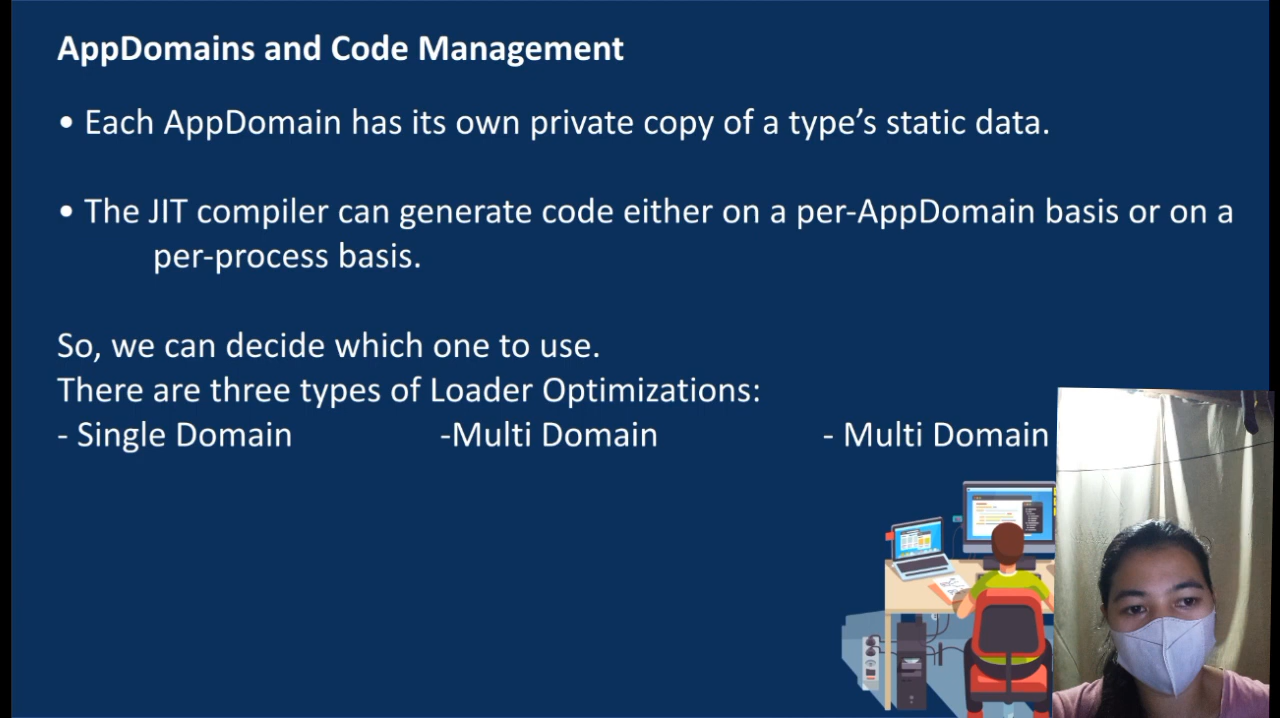 AppDomains and Code Management
• Each AppDomain has its own private copy of a type’s static data.
• The JIT compiler can generate code either on a per-AppDomain basis or on a
per-process basis.
So, we can decide which one to use.
There are three types of Loader Optimizations:
- Single Domain -Multi Domain - Multi Domain